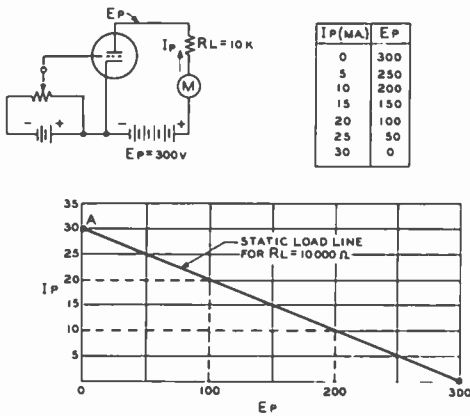 EP
IP
RL=10K
M
- +
- +
EP=300V
IP(MA.) EP
0 300
5 250
10 200
15 150
20 100
25 50
30 0
35
A
30
STATIC LOAD LINE
FOR RL=10000Ω
25
20
IP
15
10
5
0 100 200 300
EP